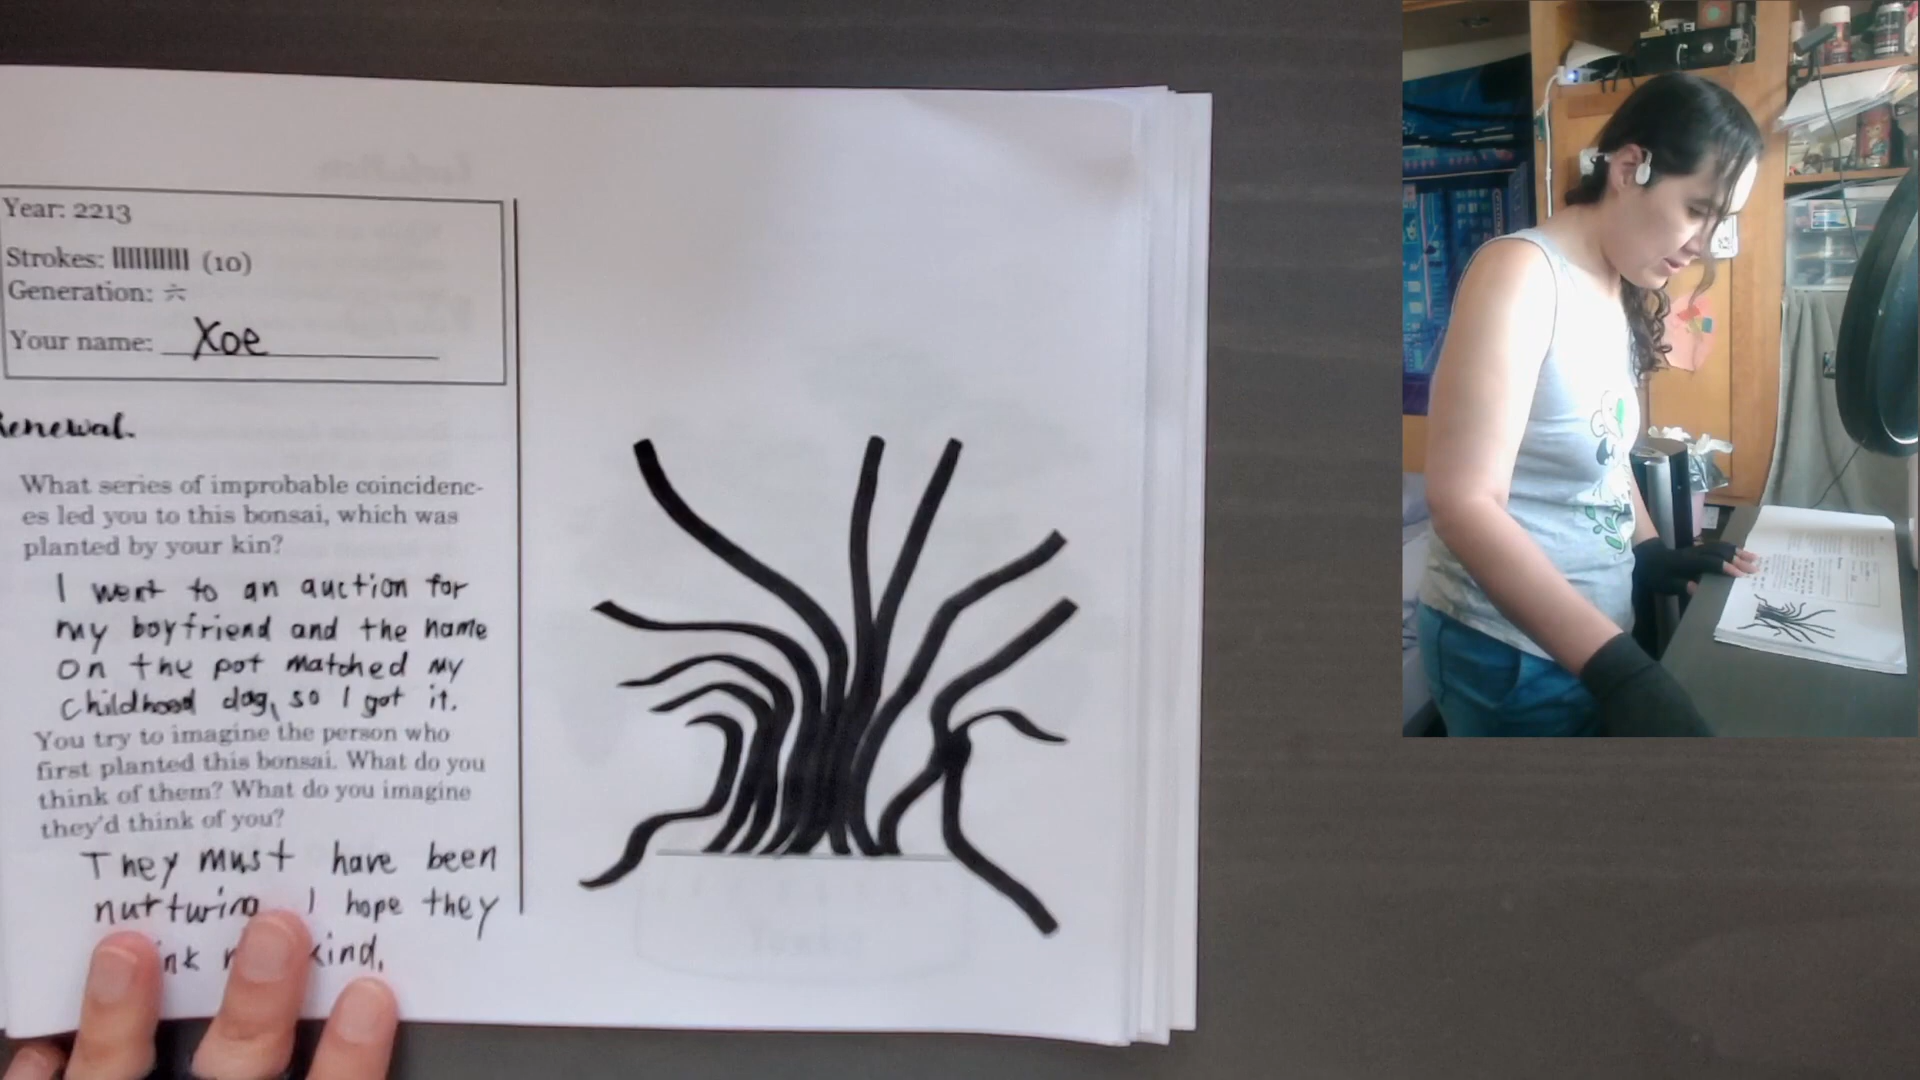 Year: 2213
Strokes: |||||||||| (10)
Generation: 六
Your name: Xoe
Renewal.
What series of improbable coincidenc-
es led you to this bonsai, which was
planted by your kin?
I went to an auction for
my boyfriend and the name
on the pot matched my
childhood dog, so I got it.
You try to imagine the person who
first planted this bonsai. What do you
think of them? What do you imagine
they'd think of you?
They must have been
nurturing I hope they
kind.